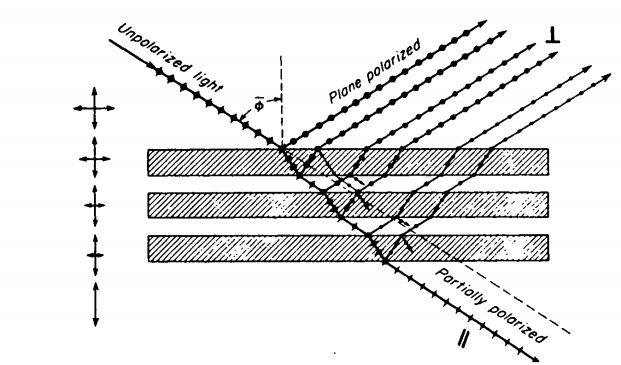 Unpolarized light
Plane polarized
⊥
ϕ̄
Partially polarized
//